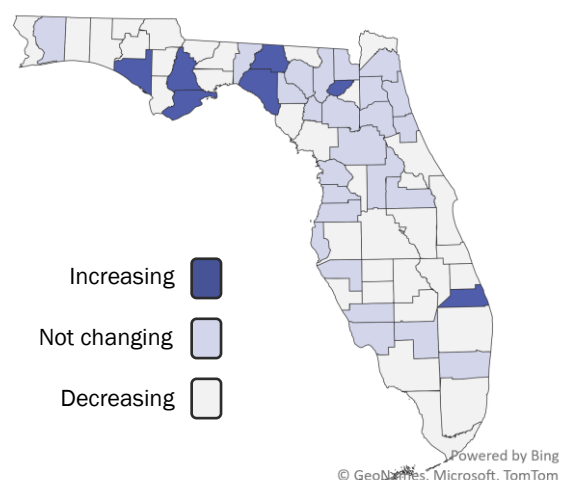 Increasing
Not changing
Decreasing
Powered by Bing
© GeoNames, Microsoft, TomTom